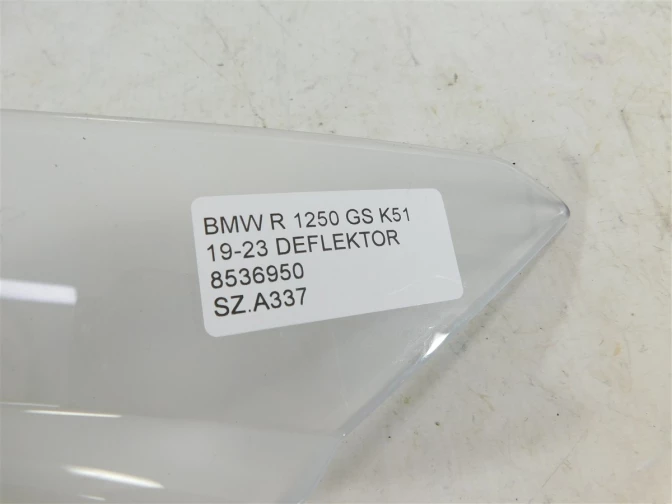 BMW R 1250 GS K51
19-23 DEFLEKTOR
8536950
SZ.A337